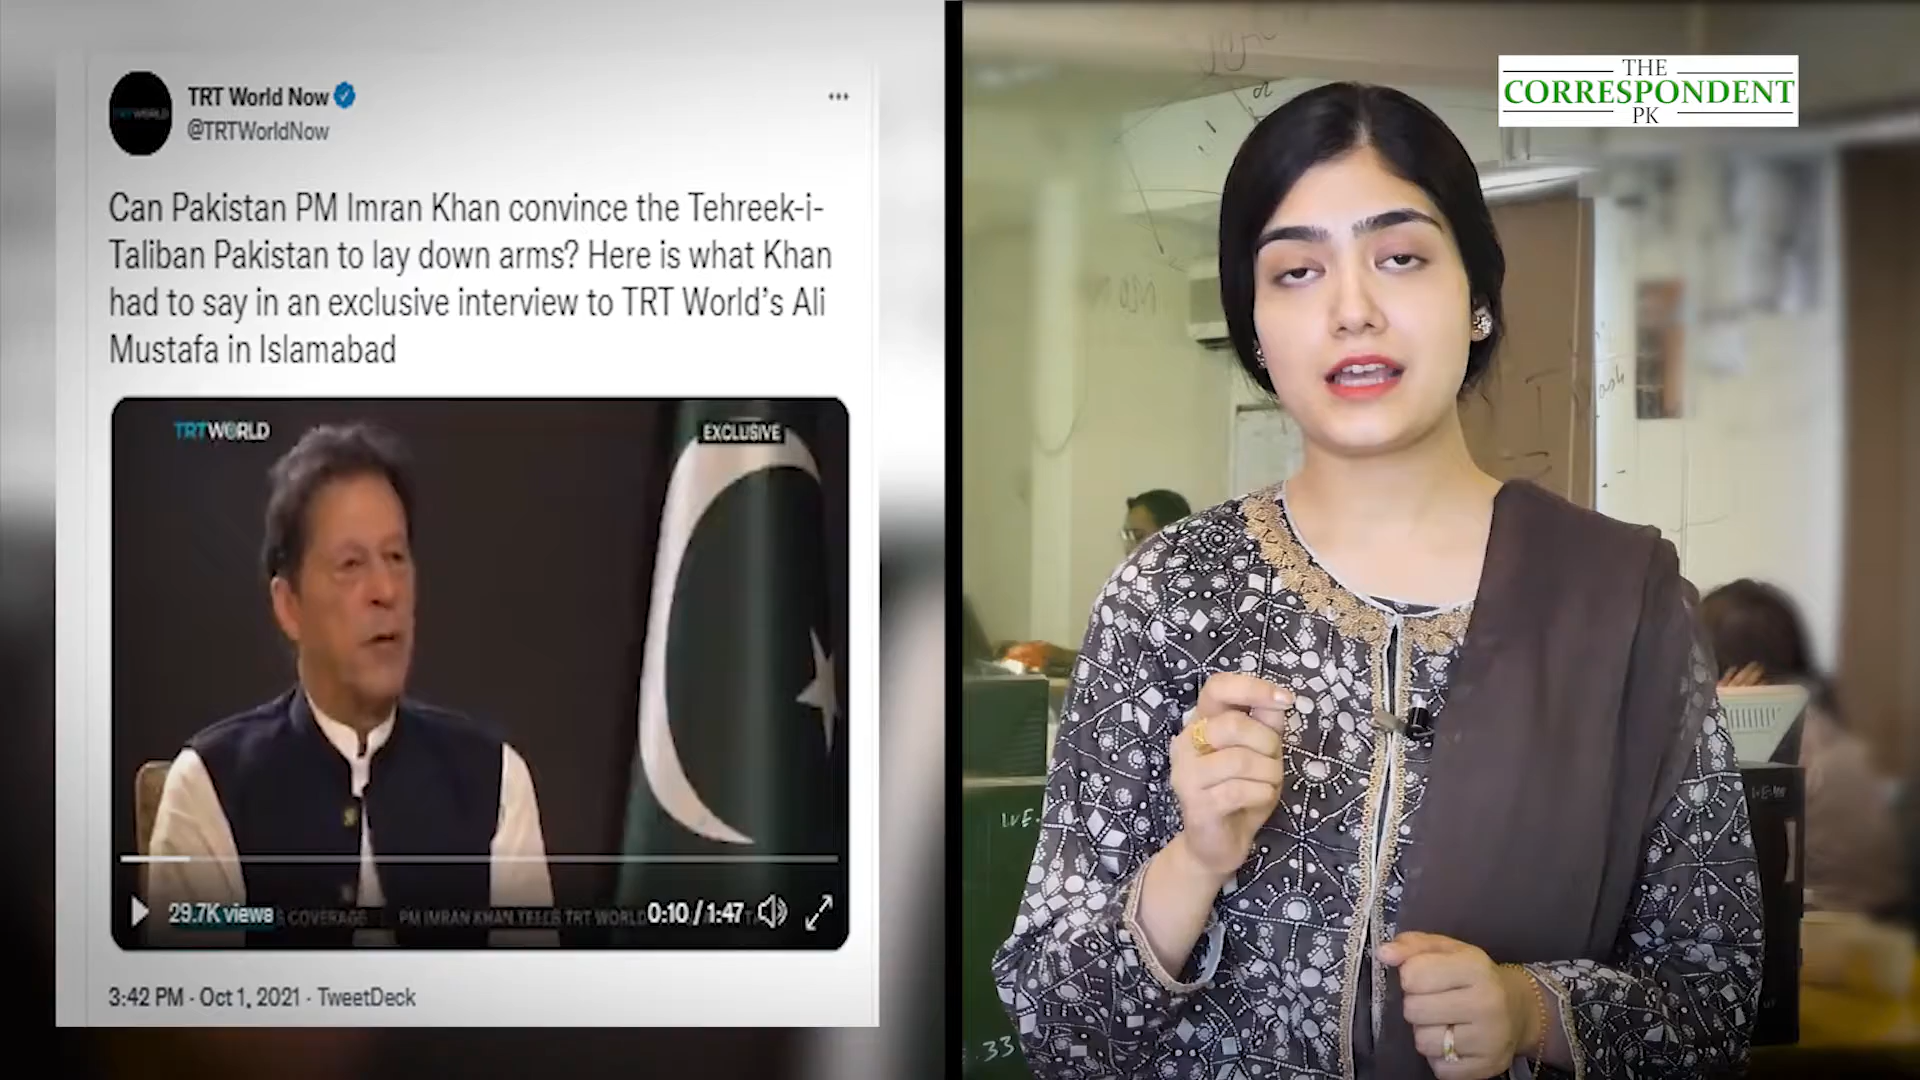 TRT World Now
@TRTWorldNow
Can Pakistan PM Imran Khan convince the Tehreek-i-
Taliban Pakistan to lay down arms? Here is what Khan
had to say in an exclusive interview to TRT World’s Ali
Mustafa in Islamabad
TRT WORLD
EXCLUSIVE
29.7K views
COVERAGE
PM IMRAN KHAN TELLS TRT WORLD
0:10 / 1:47
3:42 PM · Oct 1, 2021 · TweetDeck
THE
CORRESPONDENT
PK